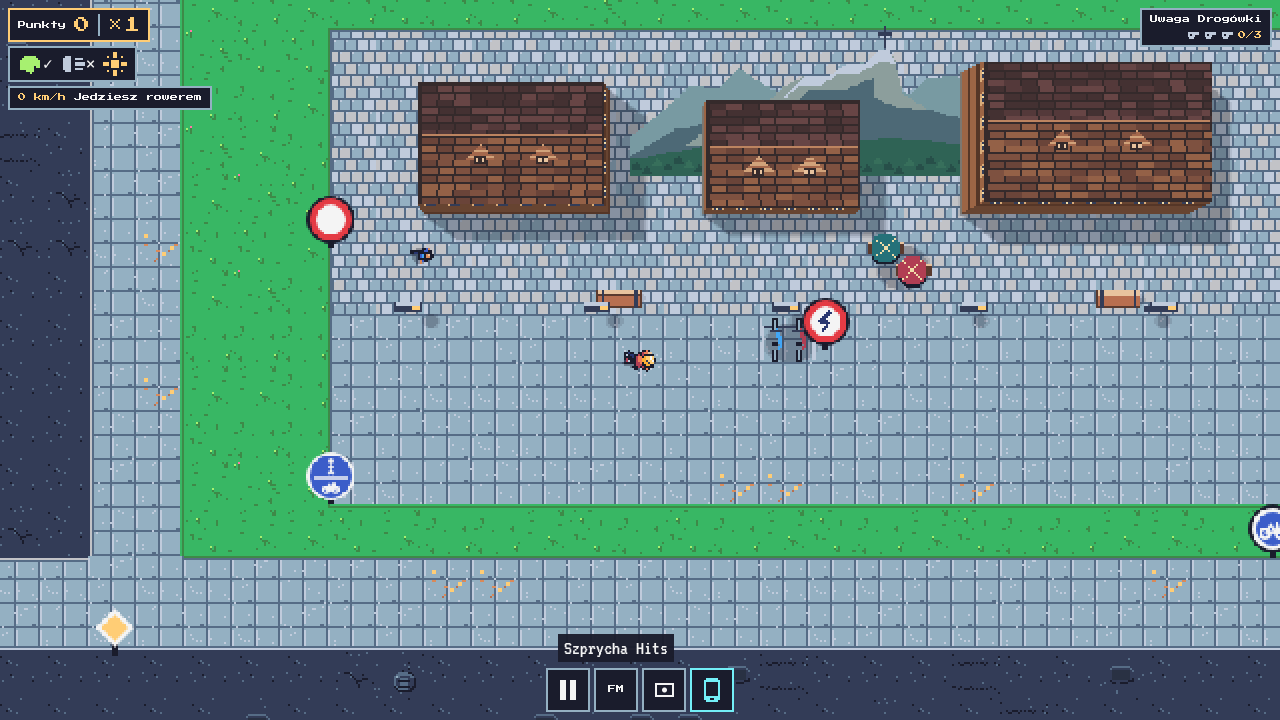 Punkty 0 × 1
Uwaga Drogówki
0/3
0 km/h Jedziesz rowerem
Szprycha Hits
FM